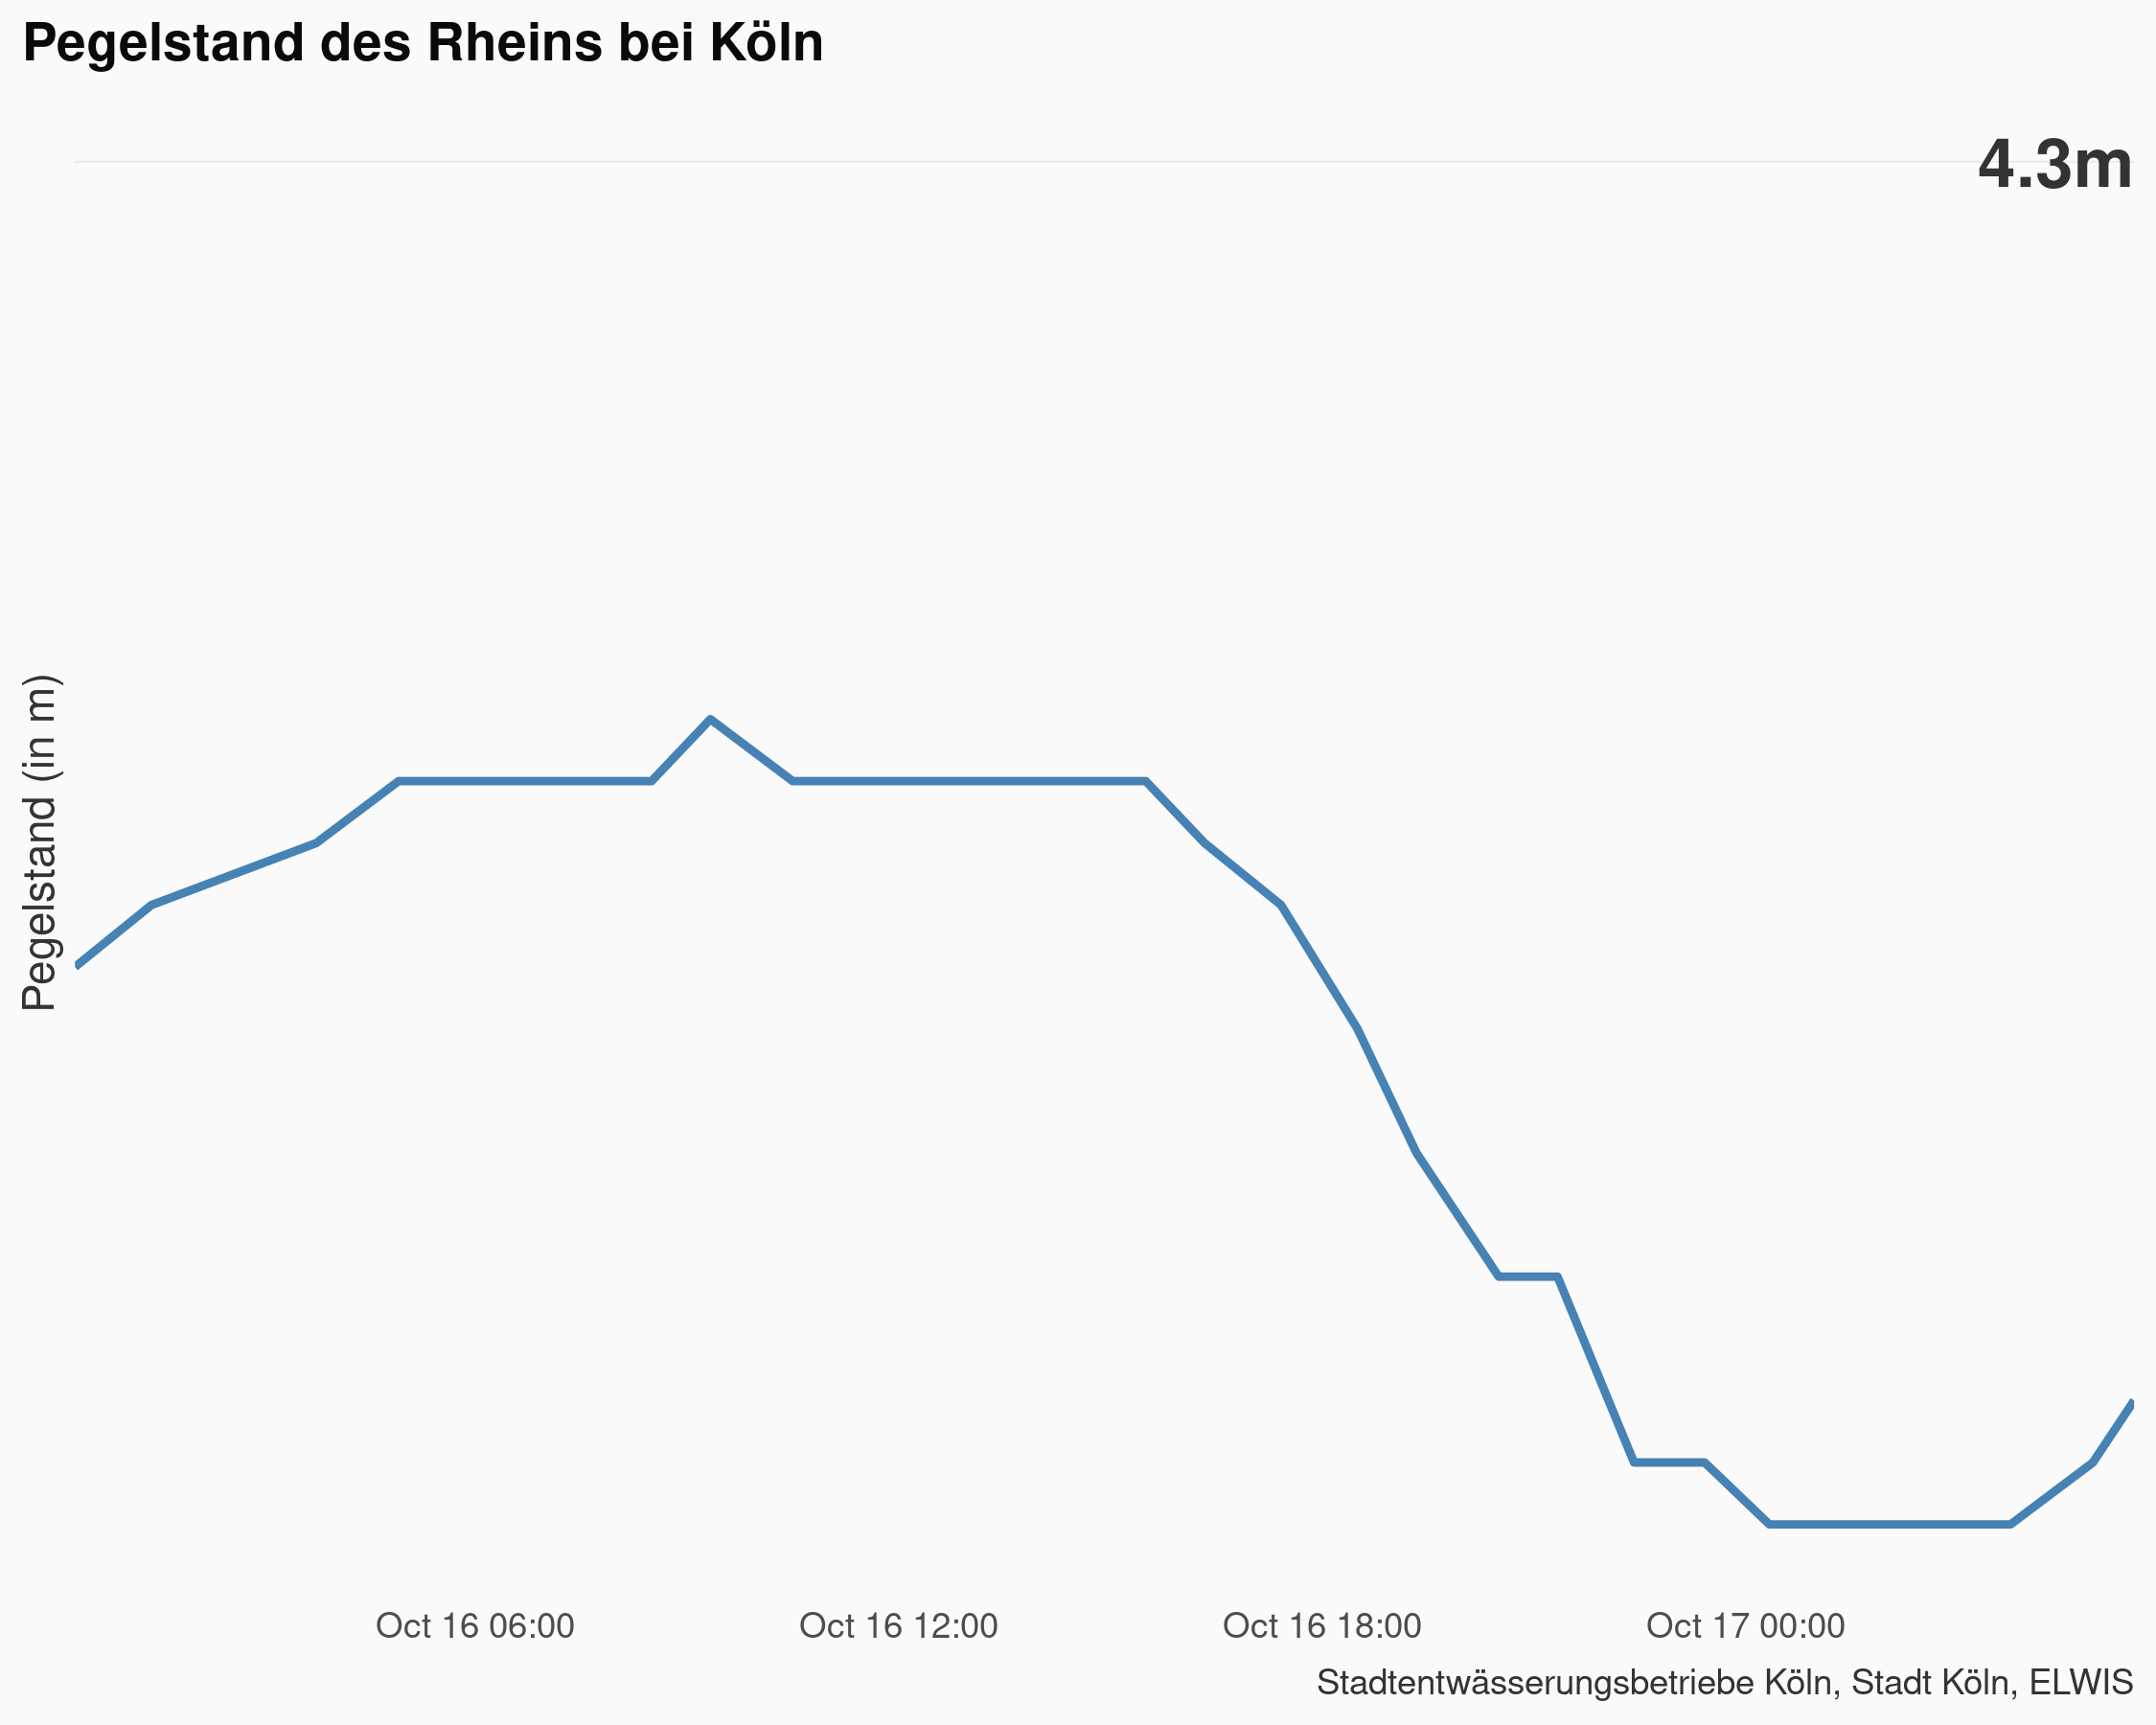 Pegelstand des Rheins bei Köln
4.3m
Pegelstand (in m)
Oct 16 06:00
Oct 16 12:00
Oct 16 18:00
Oct 17 00:00
Stadtentwässerungsbetriebe Köln, Stadt Köln, ELWIS